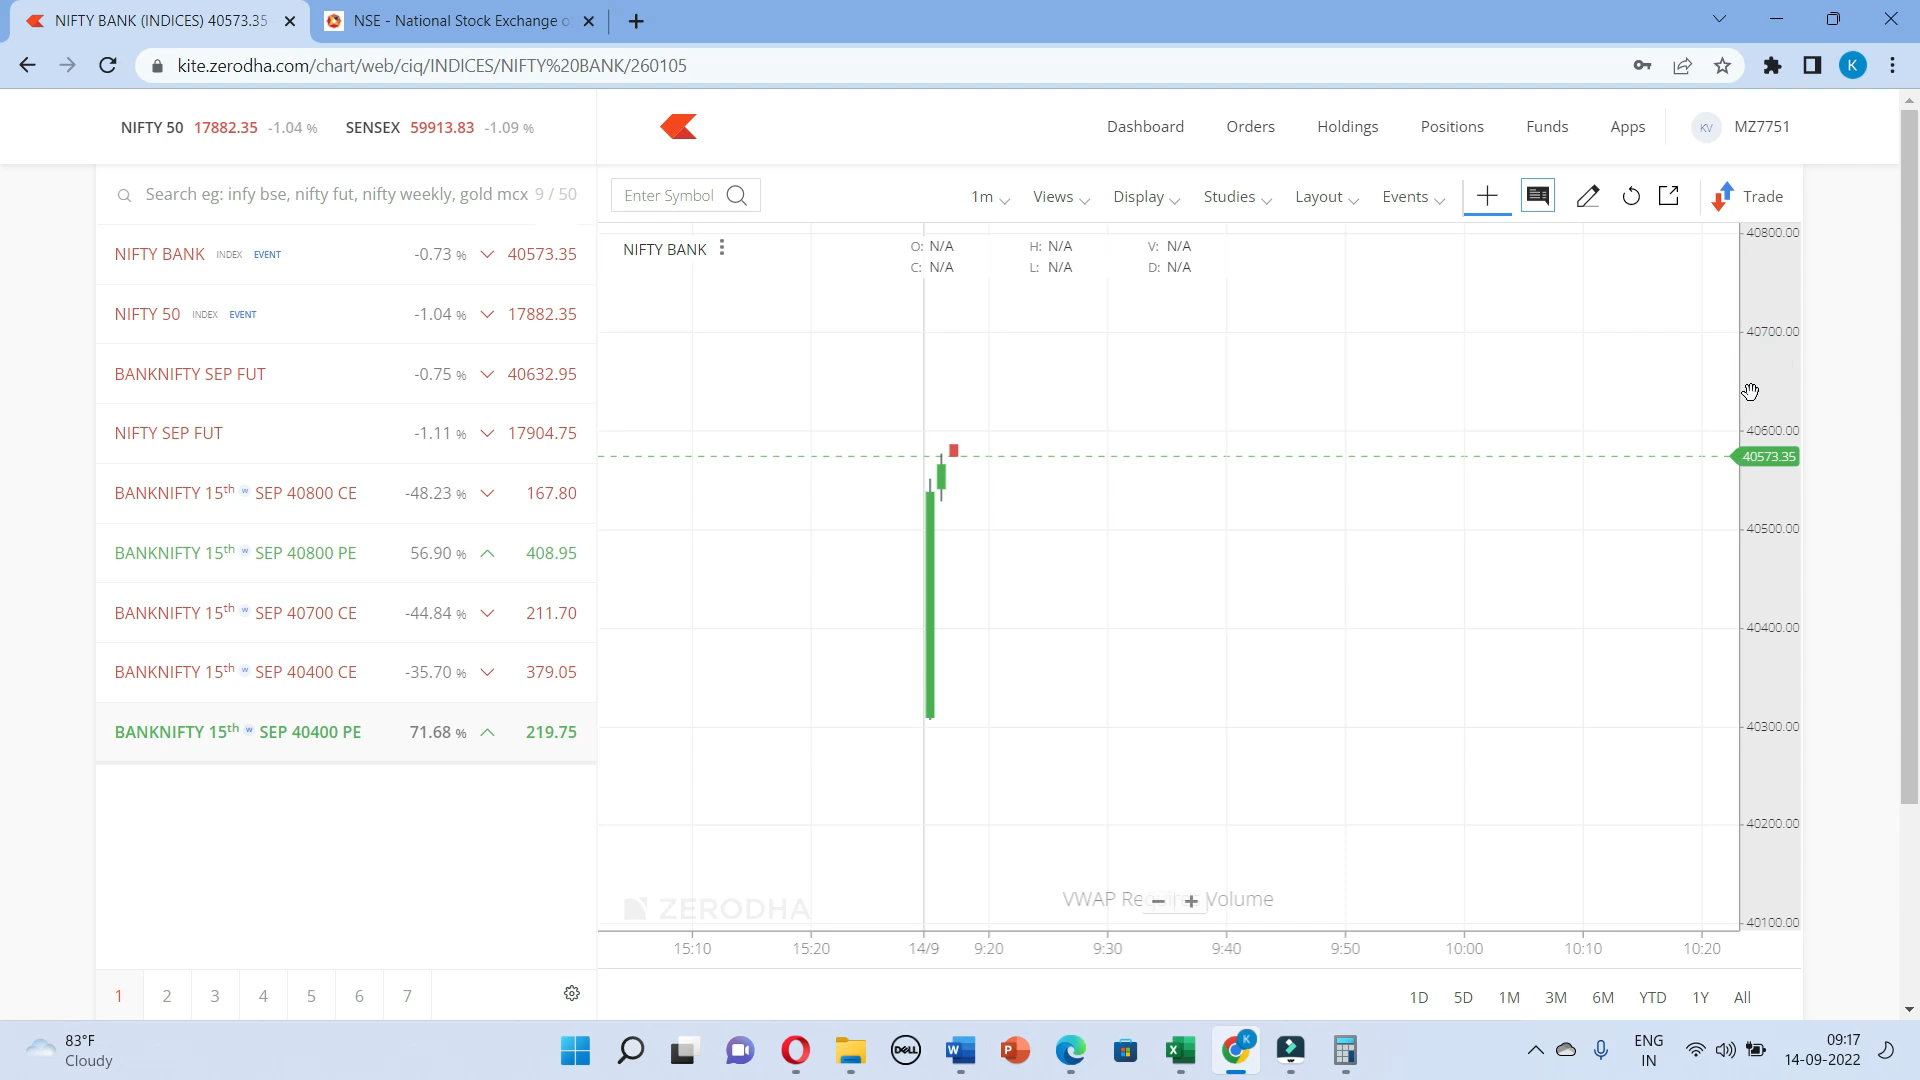 NIFTY BANK (INDICES) 40573.35
NSE - National Stock Exchange o
kite.zerodha.com/chart/web/ciq/INDICES/NIFTY%20BANK/260105
K
NIFTY 50 17882.35 -1.04 % SENSEX 59913.83 -1.09 %
Dashboard Orders Holdings Positions Funds Apps KV MZ7751
Search eg: infy bse, nifty fut, nifty weekly, gold mcx 9 / 50
Enter Symbol 1m Views Display Studies Layout Events Trade
NIFTY BANK INDEX EVENT -0.73 % 40573.35
NIFTY 50 INDEX EVENT -1.04 % 17882.35
BANKNIFTY SEP FUT -0.75 % 40632.95
NIFTY SEP FUT -1.11 % 17904.75
BANKNIFTY 15th w SEP 40800 CE -48.23 % 167.80
BANKNIFTY 15th w SEP 40800 PE 56.90 % 408.95
BANKNIFTY 15th w SEP 40700 CE -44.84 % 211.70
BANKNIFTY 15th w SEP 40400 CE -35.70 % 379.05
BANKNIFTY 15th w SEP 40400 PE 71.68 % 219.75
1 2 3 4 5 6 7
NIFTY BANK
O: N/A H: N/A V: N/A
C: N/A L: N/A D: N/A
40800.00
40700.00
40600.00
40573.35
40500.00
40400.00
40300.00
40200.00
40100.00
ZERODHA
VWAP Requires Volume
15:10 15:20 14/9 9:20 9:30 9:40 9:50 10:00 10:10 10:20
1D 5D 1M 3M 6M YTD 1Y All
83°F
Cloudy
DELL
W
P
X
K
ENG
IN
09:17
14-09-2022